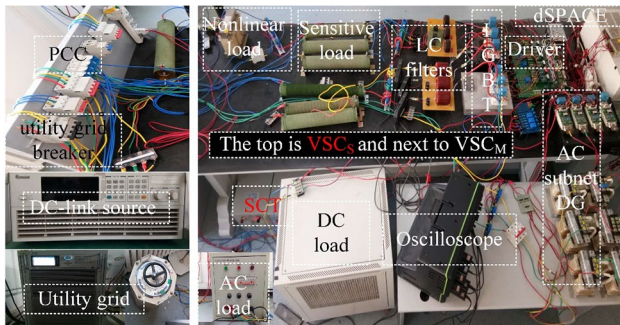 PCC
utility grid
breaker
DC-link source
Utility grid
Nonlinear
load
Sensitive
load
LC
filters
I
G
B
T
dSPACE
Driver
The top is VSCS and next to VSCM
SCT
DC
load
AC
load
Oscilloscope
AC
subnet
DG